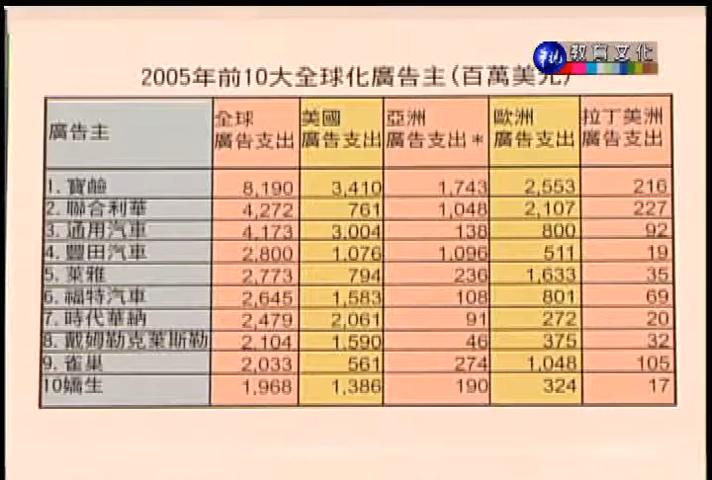 教育文化
2005年前10大全球化廣告主(百萬美元)
廣告主 全球廣告支出 美國廣告支出 亞洲廣告支出* 歐洲廣告支出 拉丁美洲廣告支出
1. 寶鹼 8,190 3,410 1,743 2,553 216
2. 聯合利華 4,272 761 1,048 2,107 227
3. 通用汽車 4,173 3,004 138 800 92
4. 豐田汽車 2,800 1,076 1,096 511 19
5. 萊雅 2,773 794 236 1,633 35
6. 福特汽車 2,645 1,583 108 801 69
7. 時代華納 2,479 2,061 91 272 20
8. 戴姆勒克萊斯勒 2,104 1,590 46 375 32
9. 雀巢 2,033 561 274 1,048 105
10嬌生 1,968 1,386 190 324 17